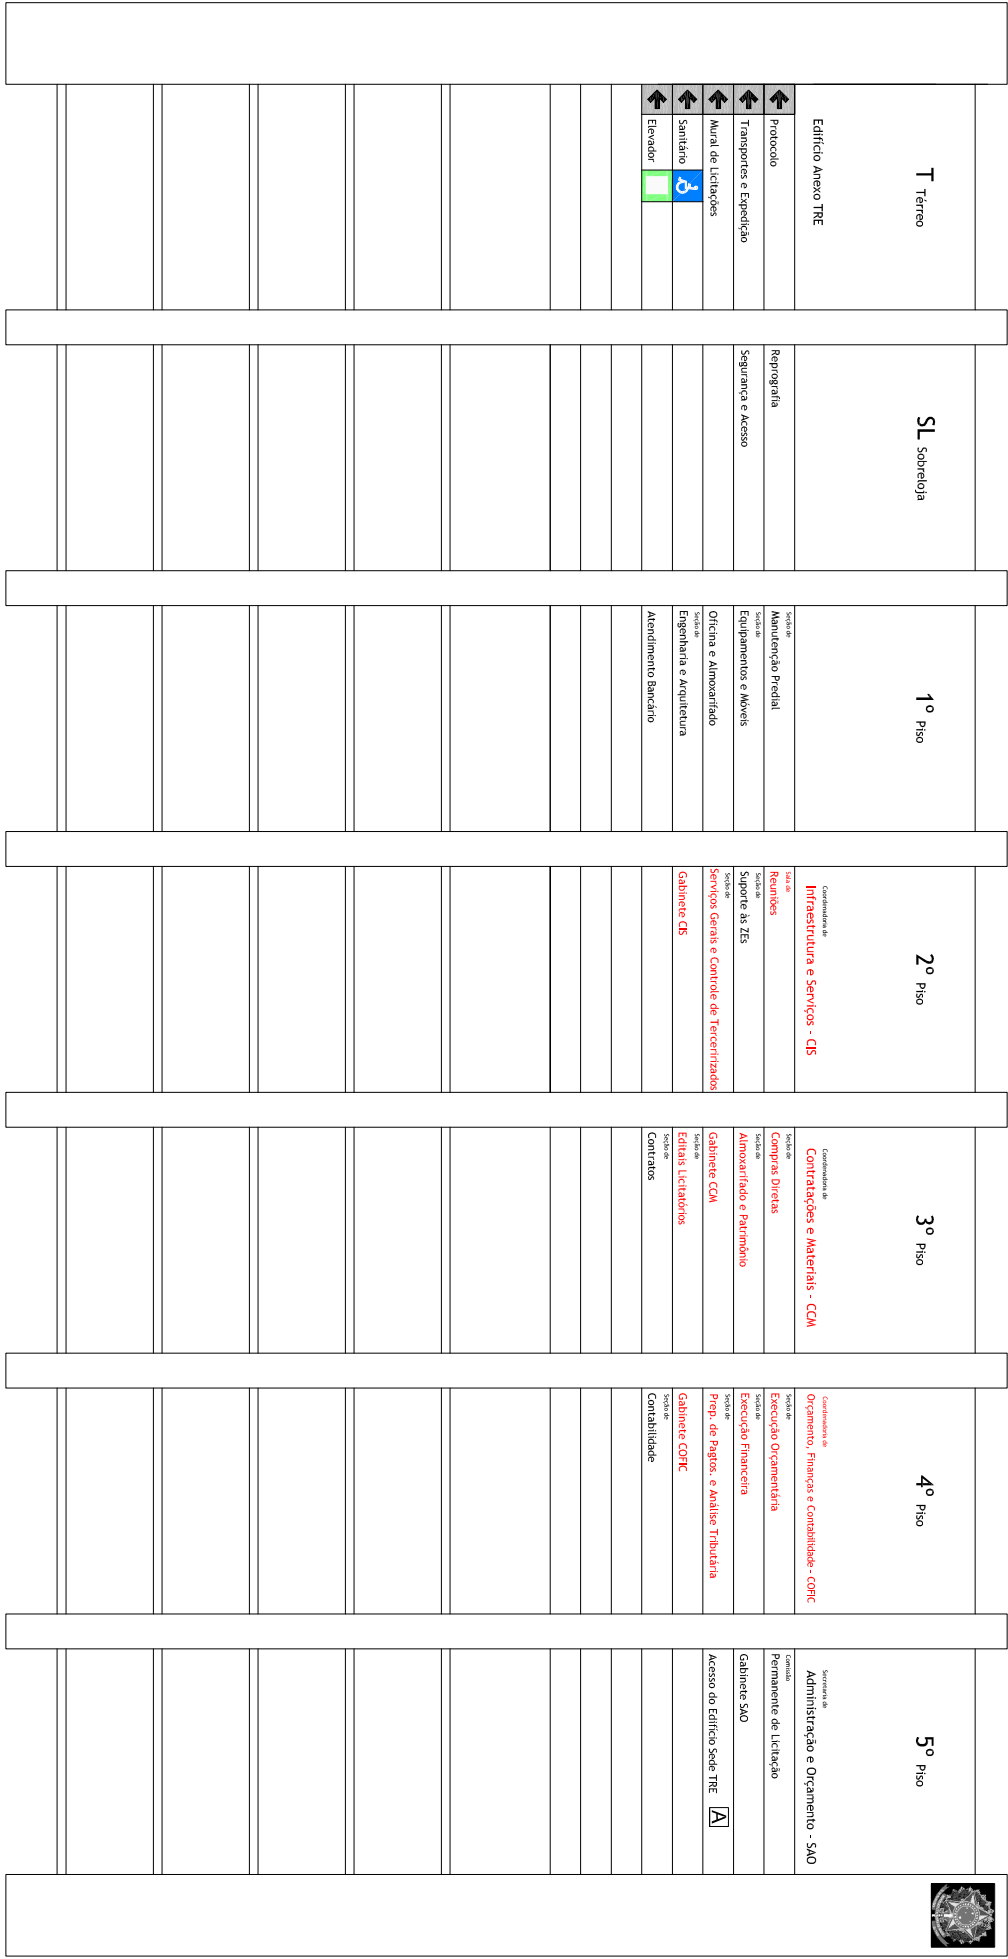 T Térreo
Edifício Anexo TRE
Protocolo
Transportes e Expedição
Mural de Licitações
Sanitário
Elevador
SL Sobreloja
Reprografia
Segurança e Acesso
1º Piso
Seção de
Manutenção Predial
Seção de
Equipamentos e Móveis
Oficina e Almoxarifado
Seção de
Engenharia e Arquitetura
Atendimento Bancário
2º Piso
Coordenadoria de
Infraestrutura e Serviços - CIS
Sala de
Reuniões
Seção de
Suporte às ZEs
Seção de
Serviços Gerais e Controle de Terceririzados
Gabinete CIS
3º Piso
Coordenadoria de
Contratações e Materiais - CCM
Seção de
Compras Diretas
Seção de
Almoxarifado e Patrimônio
Gabinete CCM
Seção de
Editais Licitatórios
Seção de
Contratos
4º Piso
Coordenadoria de
Orçamento, Finanças e Contabilidade - COFIC
Seção de
Execução Orçamentária
Seção de
Execução Financeira
Seção de
Prep. de Pagtos. e Análise Tributária
Gabinete COFIC
Seção de
Contabilidade
5º Piso
Secretaria de
Administração e Orçamento - SAO
Comissão
Permanente de Licitação
Gabinete SAO
Acesso do Edifício Sede TRE A